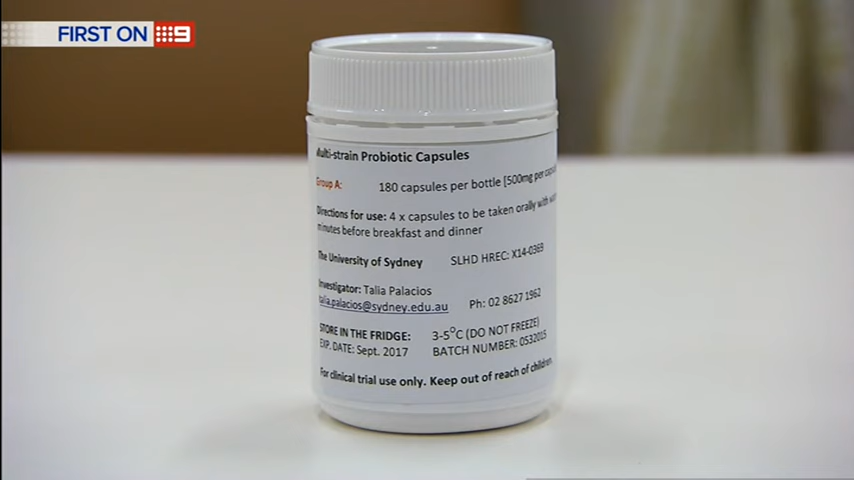 FIRST ON 9
Multi-strain Probiotic Capsules
Group A: 180 capsules per bottle [500mg per
Directions for use: 4 x capsules to be taken orally with
minutes before breakfast and dinner
The University of Sydney SLHD HREC: X14-0369
Investigator: Talia Palacios
talia.palacios@sydney.edu.au Ph: 02 8627 1962
STORE IN THE FRIDGE: 3-5°C (DO NOT FREEZE)
EXP. DATE: Sept. 2017 BATCH NUMBER: 0532015
For clinical trial use only. Keep out of reach of children.